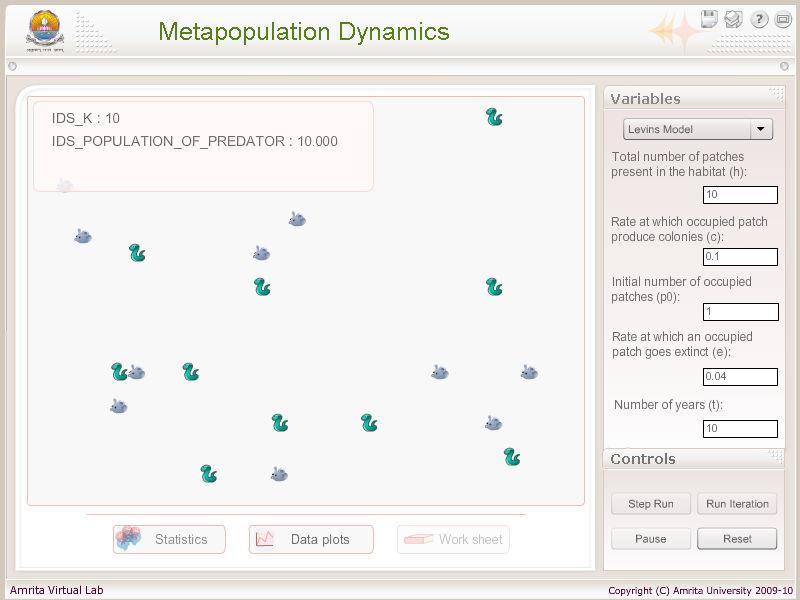 Metapopulation Dynamics
?
IDS_K : 10
IDS_POPULATION_OF_PREDATOR : 10.000
Variables
Levins Model
Total number of patches
present in the habitat (h):
10
Rate at which occupied patch
produce colonies (c):
0.1
Initial number of occupied
patches (p0):
1
Rate at which an occupied
patch goes extinct (e):
0.04
Number of years (t):
10
Controls
Step Run
Run Iteration
Pause
Reset
Statistics
Data plots
Work sheet
Amrita Virtual Lab
Copyright (C) Amrita University 2009-10